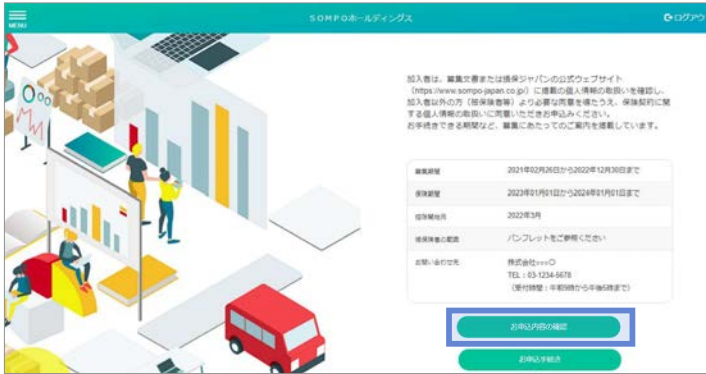 MENU
SOMPOホールディングス
ログアウト
加入者は、募集文書または損保ジャパンの公式ウェブサイト
(https://www.sompo-japan.co.jp/) に掲載の個人情報の取扱いを確認し、
加入者以外の方（被保険者等）より必要な同意を得たうえ、保険契約に関
する個人情報の取扱いに同意いただきお申込みください。
お手続きできる期間など、募集にあたってのご案内を掲載しています。
募集期間 2021年02月26日から2022年12月30日まで
保険期間 2023年01月01日から2024年01月01日まで
控除開始月 2022年3月
被保険者の範囲 パンフレットをご参照ください
お問い合わせ先 株式会社○○○○
TEL：03-1234-5678
（受付時間：午前9時から午後5時まで）
お申込内容の確認
お申込手続き